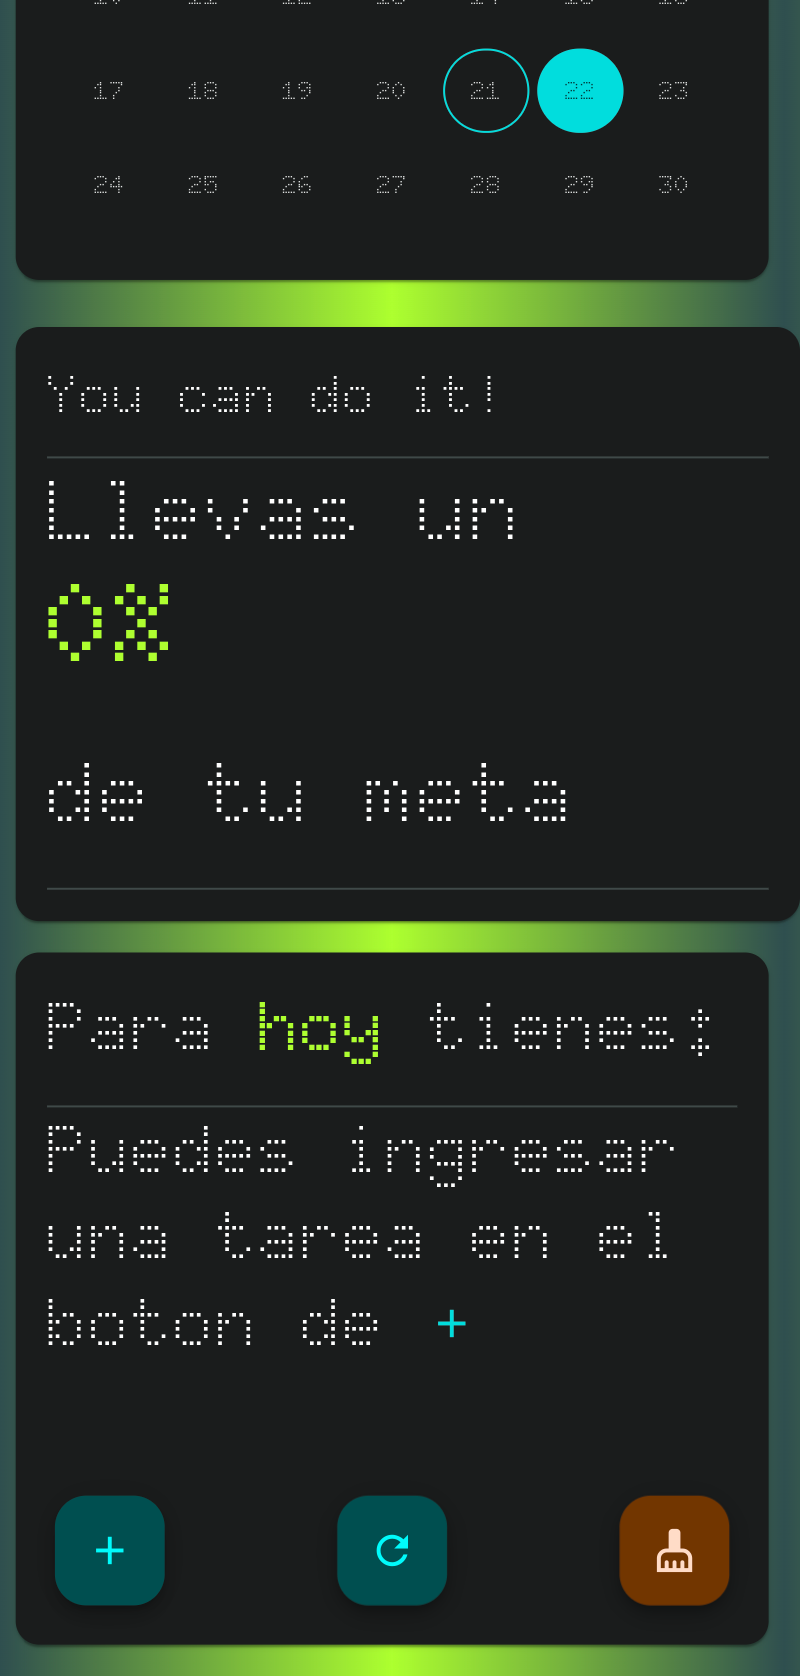 17 18 19 20 21 22 23
24 25 26 27 28 29 30
You can do it!
Llevas un
0%
de tu meta
Para hoy tienes:
Puedes ingresar
una tarea en el
boton de +